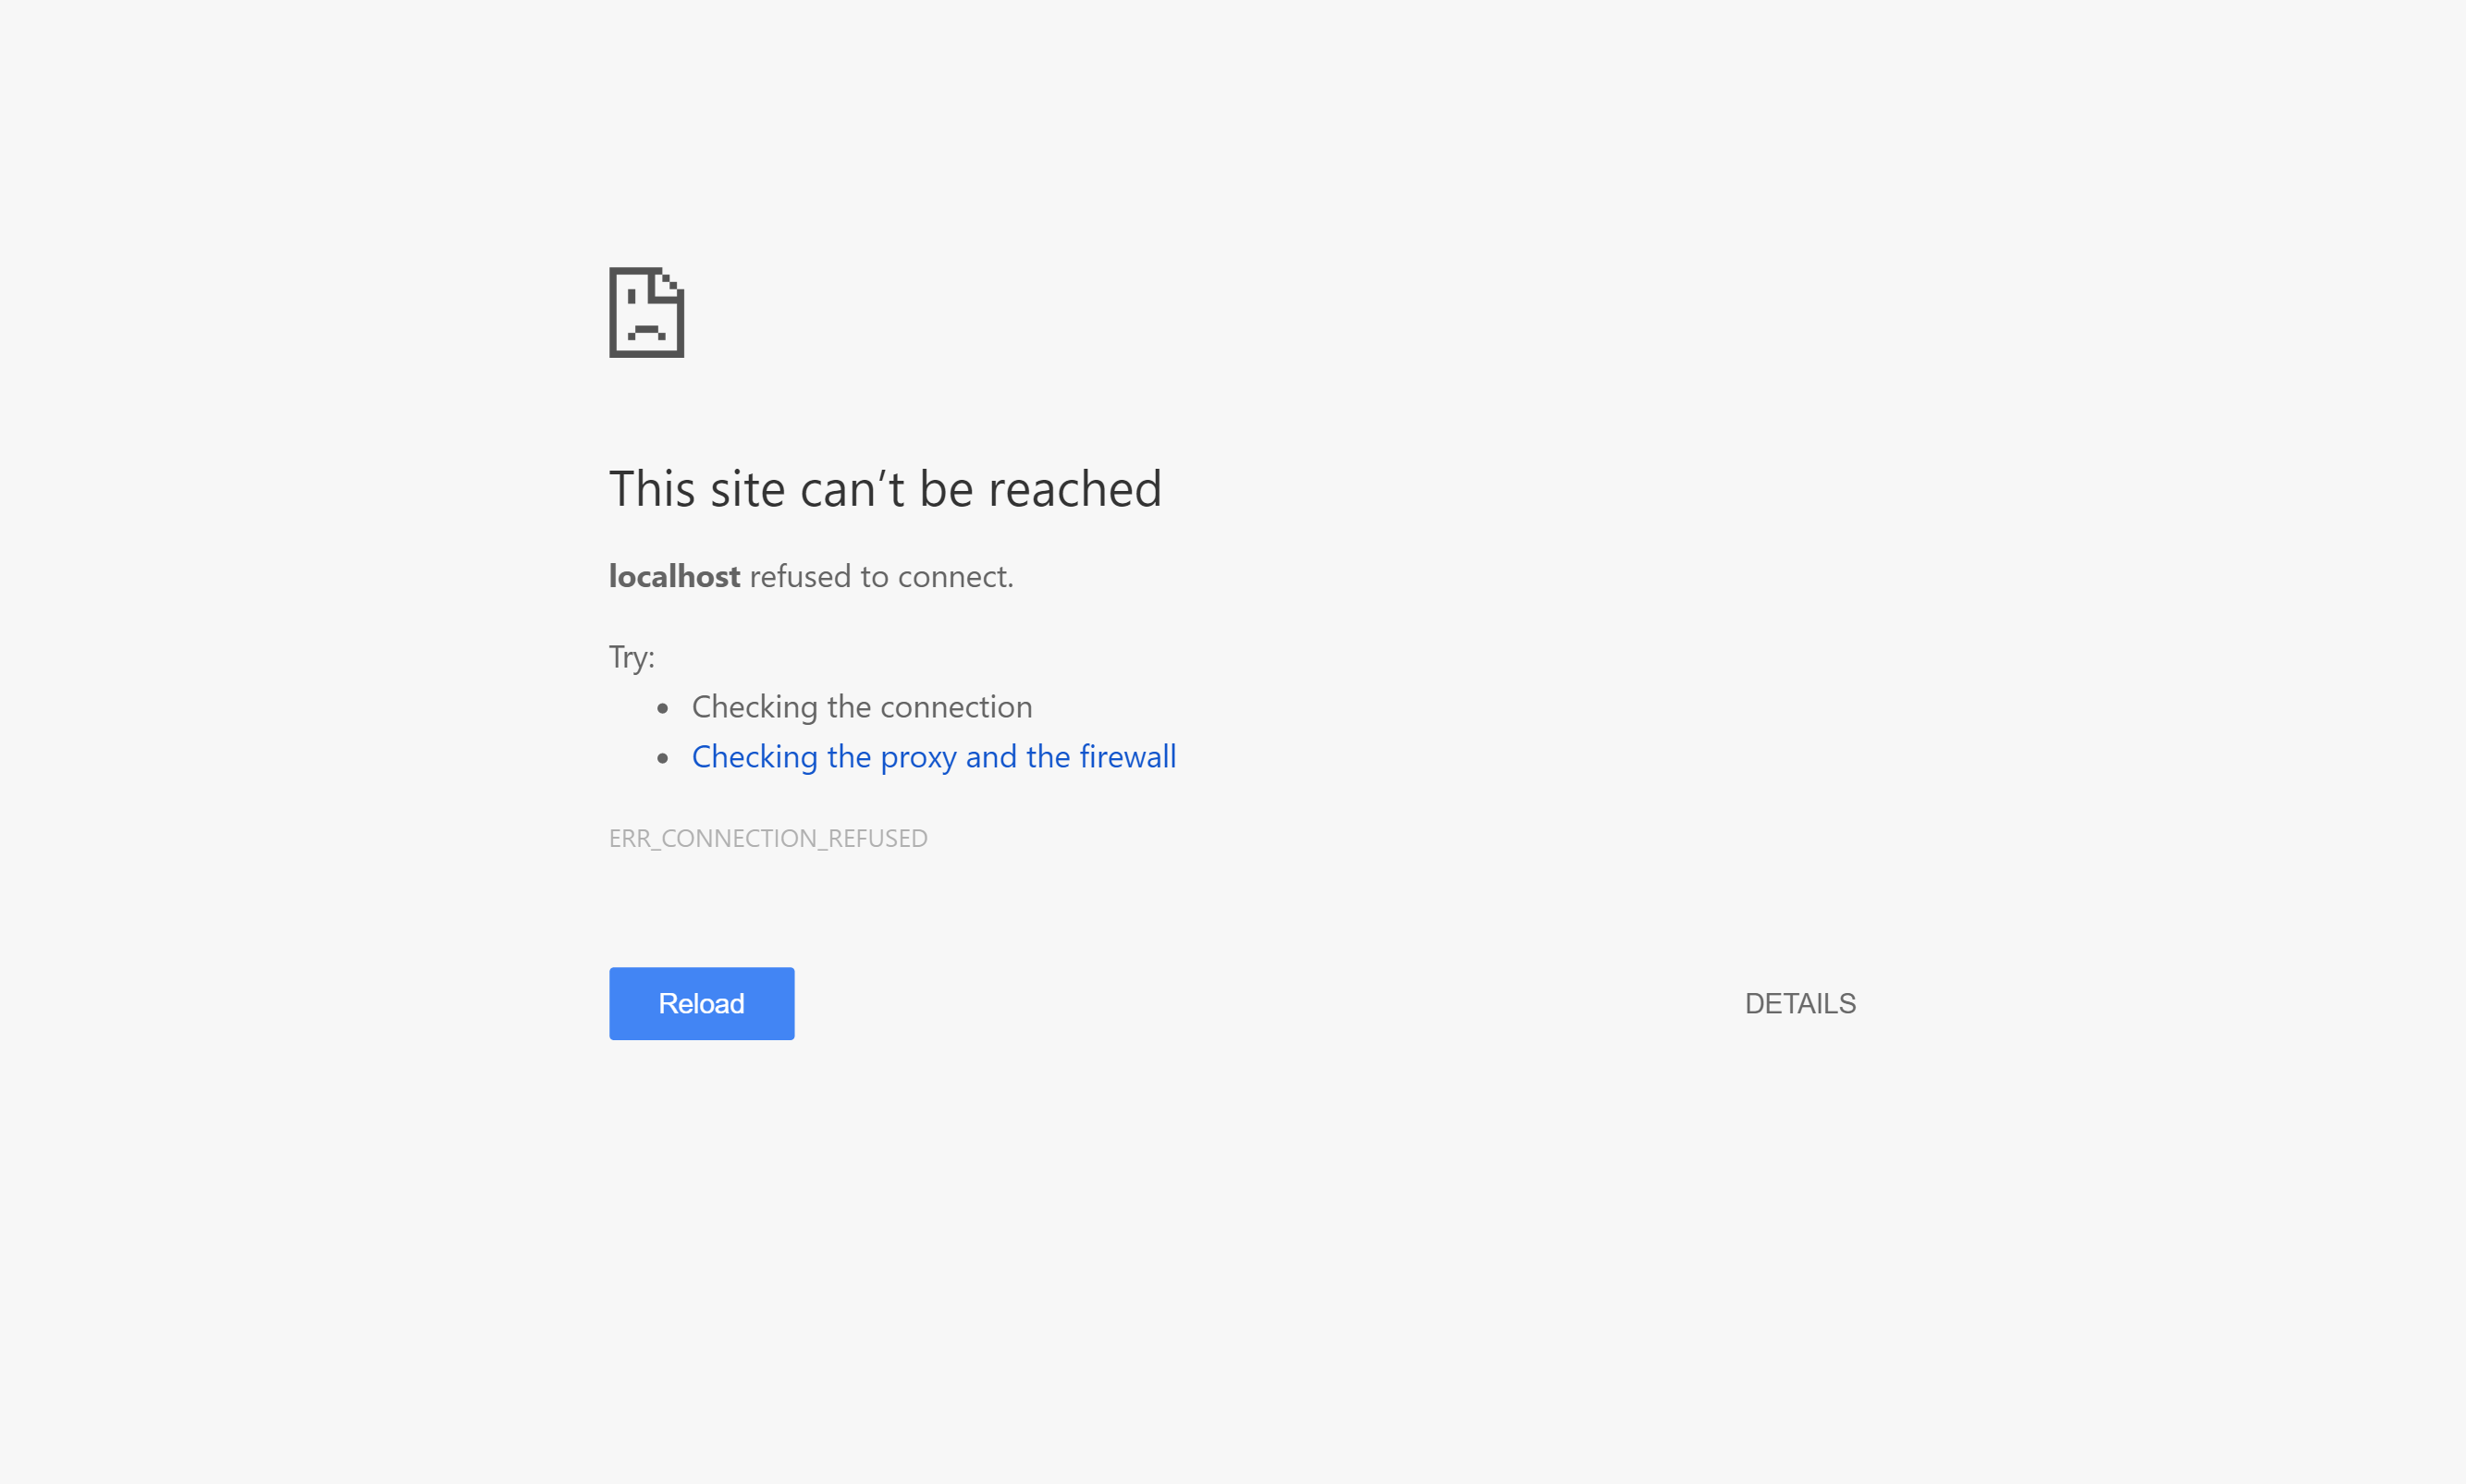 This site can’t be reached
localhost refused to connect.
Try:
Checking the connection
Checking the proxy and the firewall
ERR_CONNECTION_REFUSED
Reload
DETAILS